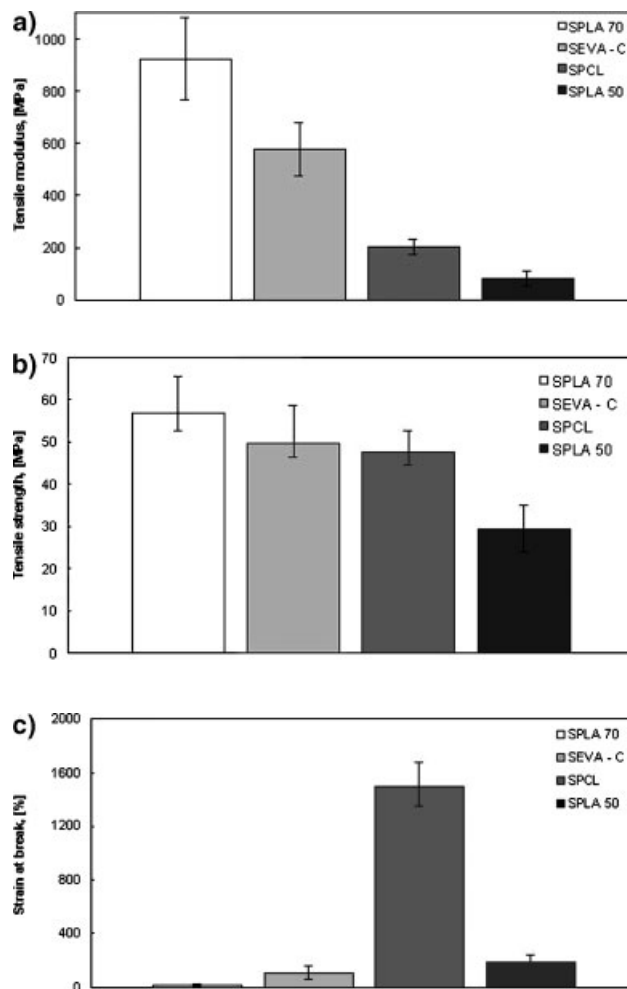 a)
Tensile modulus, [MPa]
1000
800
600
400
200
0
SPLA 70
SEVA - C
SPCL
SPLA 50
b)
Tensile strength, [MPa]
70
60
50
40
30
20
10
0
SPLA 70
SEVA - C
SPCL
SPLA 50
c)
Strain at break, [%]
2000
1600
1200
800
400
0
SPLA 70
SEVA - C
SPCL
SPLA 50